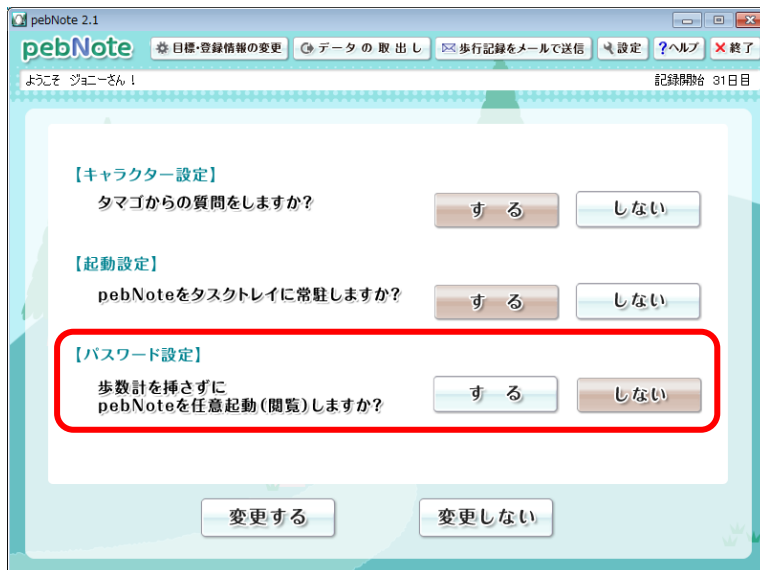 pebNote 2.1
pebNote 目標・登録情報の変更 データの取出し 歩行記録をメールで送信 設定 ?ヘルプ ×終了
ようこそ ジョニーさん! 記録開始 31日目
【キャラクター設定】
タマゴからの質問をしますか? する しない
【起動設定】
pebNoteをタスクトレイに常駐しますか? する しない
【パスワード設定】
歩数計を挿さずに
pebNoteを任意起動(閲覧)しますか? する しない
変更する 変更しない